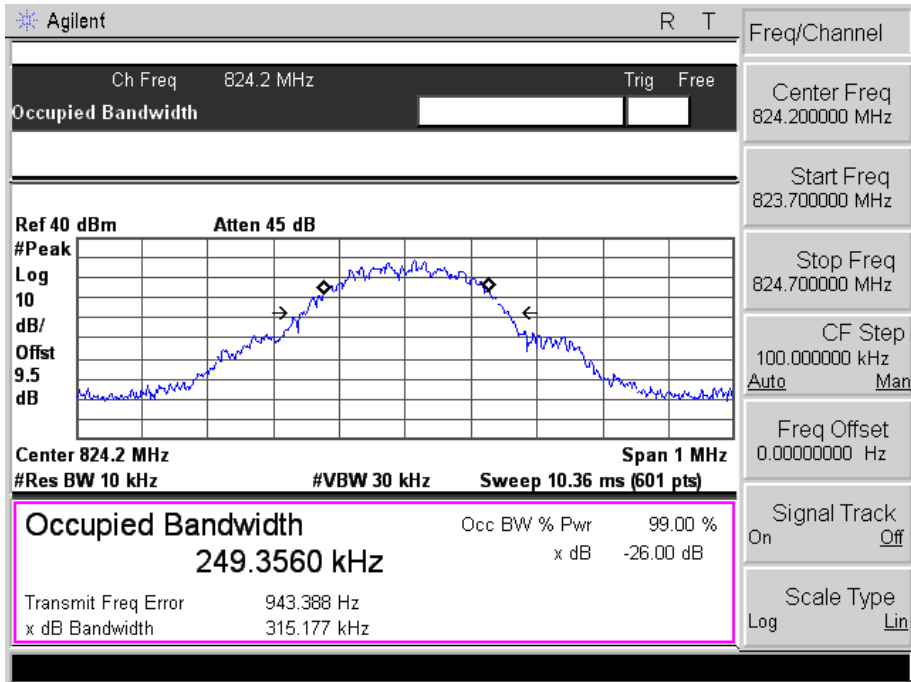 Agilent R T
Ch Freq 824.2 MHz Trig Free
Occupied Bandwidth
Ref 40 dBm Atten 45 dB
#Peak
Log
10
dB/
Offst
9.5
dB
Center 824.2 MHz Span 1 MHz
#Res BW 10 kHz #VBW 30 kHz Sweep 10.36 ms (601 pts)
Occupied Bandwidth Occ BW % Pwr 99.00 %
249.3560 kHz x dB -26.00 dB
Transmit Freq Error 943.388 Hz
x dB Bandwidth 315.177 kHz
Freq/Channel
Center Freq
824.200000 MHz
Start Freq
823.700000 MHz
Stop Freq
824.700000 MHz
CF Step
100.000000 kHz
Auto Man
Freq Offset
0.00000000 Hz
Signal Track
On Off
Scale Type
Log Lin